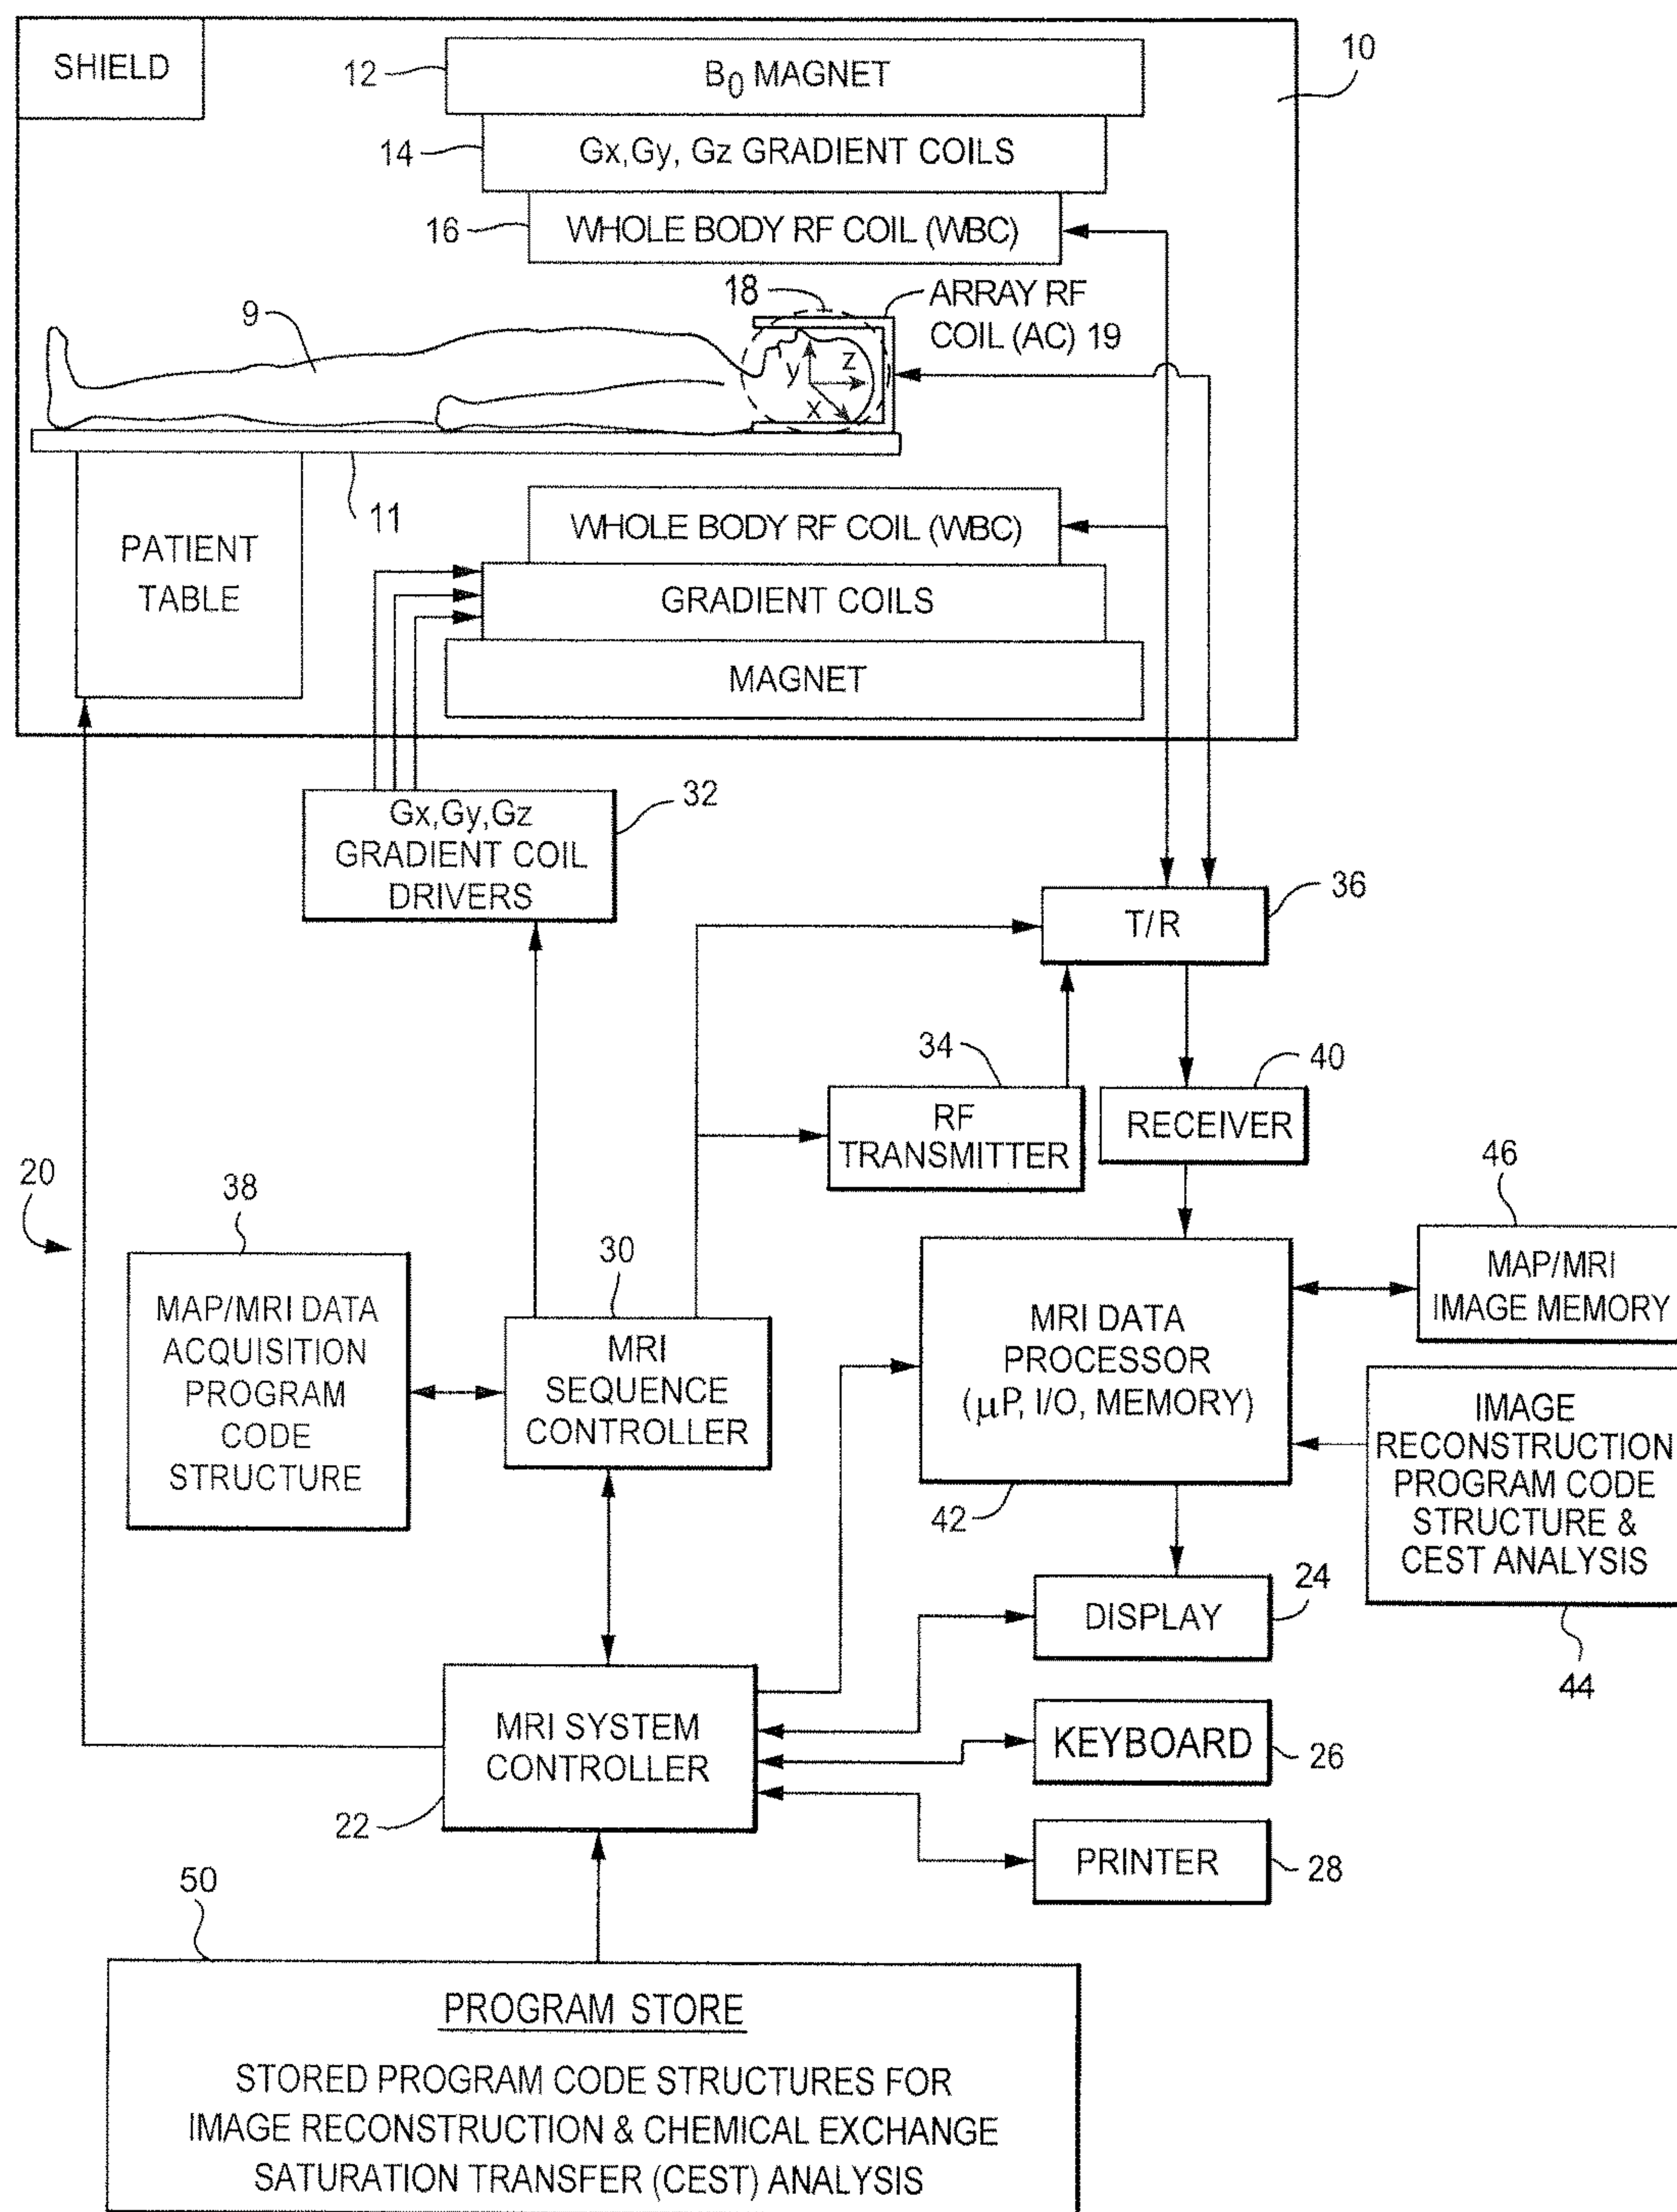 SHIELD
10
12
B0 MAGNET
14
Gx,Gy, Gz GRADIENT COILS
16
WHOLE BODY RF COIL (WBC)
9
18
ARRAY RF
COIL (AC) 19
y
z
x
11
PATIENT
TABLE
WHOLE BODY RF COIL (WBC)
GRADIENT COILS
MAGNET
Gx,Gy,Gz
GRADIENT COIL
DRIVERS
32
T/R
36
34
RF
TRANSMITTER
40
RECEIVER
20
38
MAP/MRI DATA
ACQUISITION
PROGRAM
CODE
STRUCTURE
30
MRI
SEQUENCE
CONTROLLER
MRI DATA
PROCESSOR
(µP, I/O, MEMORY)
42
46
MAP/MRI
IMAGE MEMORY
IMAGE
RECONSTRUCTION
PROGRAM CODE
STRUCTURE &
CEST ANALYSIS
44
DISPLAY
24
MRI SYSTEM
CONTROLLER
22
KEYBOARD
26
PRINTER
28
50
PROGRAM STORE
STORED PROGRAM CODE STRUCTURES FOR
IMAGE RECONSTRUCTION & CHEMICAL EXCHANGE
SATURATION TRANSFER (CEST) ANALYSIS